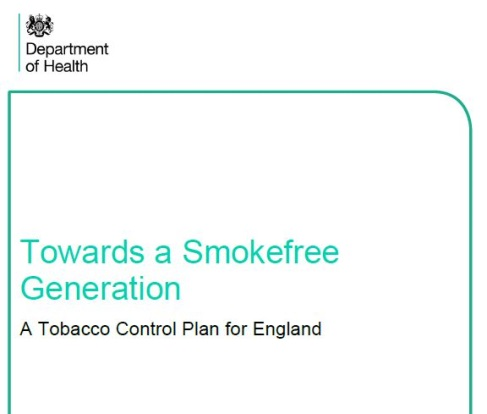 Department
of Health
Towards a Smokefree
Generation
A Tobacco Control Plan for England